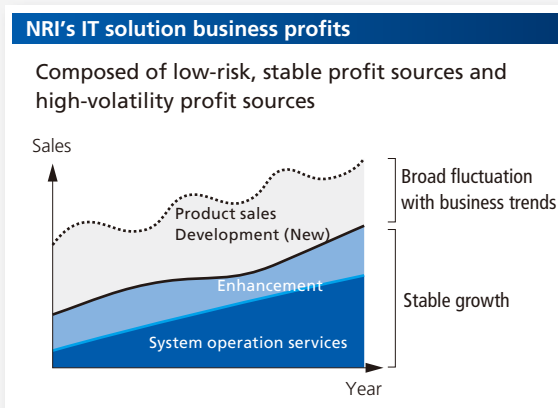 NRI's IT solution business profits
Composed of low-risk, stable profit sources and
high-volatility profit sources
Sales
Broad fluctuation
with business trends
Product sales
Development (New)
Enhancement
Stable growth
System operation services
Year